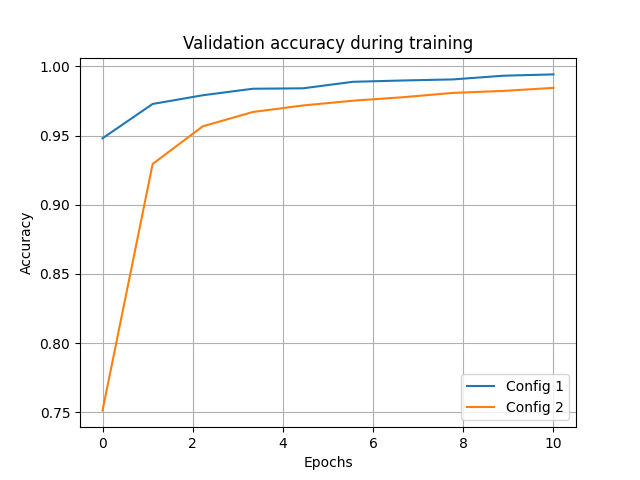 Validation accuracy during training
1.00
0.95
0.90
0.85
0.80
0.75
Accuracy
0 2 4 6 8 10
Epochs
Config 1
Config 2